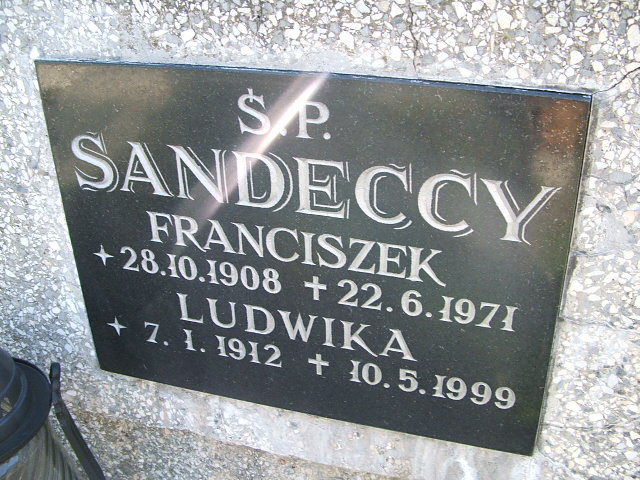 Ś.P.
SANDECCY
FRANCISZEK
28.10.1908 22.6.1971
LUDWIKA
7.1.1912 10.5.1999